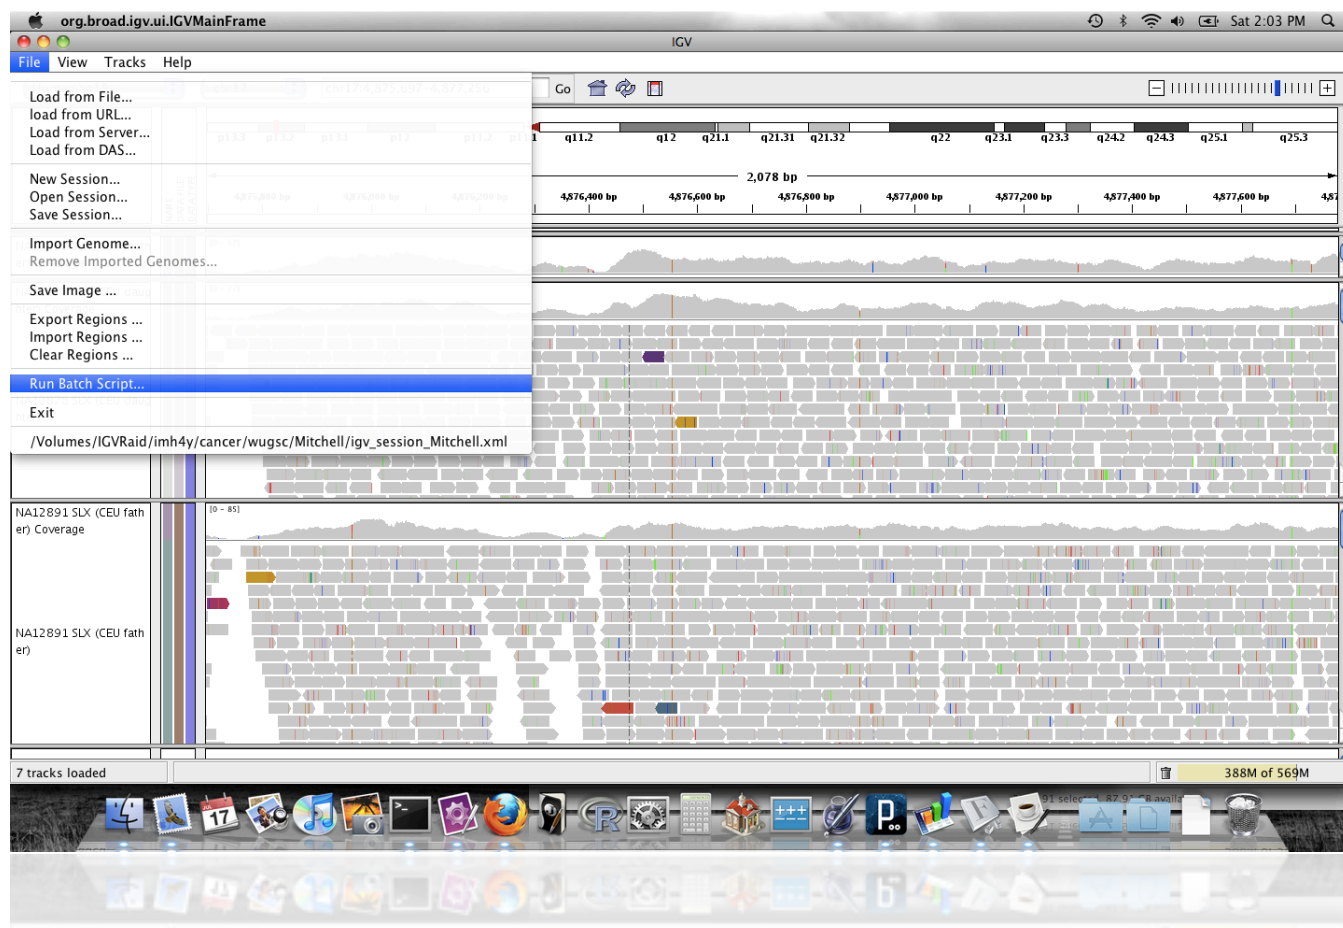 org.broad.igv.ui.IGVMainFrame
Sat 2:03 PM
IGV
File View Tracks Help
Go
Load from File...
load from URL...
Load from Server...
Load from DAS...
New Session...
Open Session...
Save Session...
Import Genome...
Remove Imported Genomes...
Save Image ...
Export Regions ...
Import Regions ...
Clear Regions ...
Run Batch Script...
Exit
/Volumes/IGVRaid/imh4y/cancer/wugsc/Mitchell/igv_session_Mitchell.xml
q11.2 q12 q21.1 q21.31 q21.32 q22 q23.1 q23.3 q24.2 q24.3 q25.1 q25.3
2,078 bp
4,876,400 bp 4,876,600 bp 4,876,800 bp 4,877,000 bp 4,877,200 bp 4,877,400 bp 4,877,600 bp
NA12891 SLX (CEU fath
er) Coverage
[0 - 85]
NA12891 SLX (CEU fath
er)
7 tracks loaded
388M of 569M
JUL
17